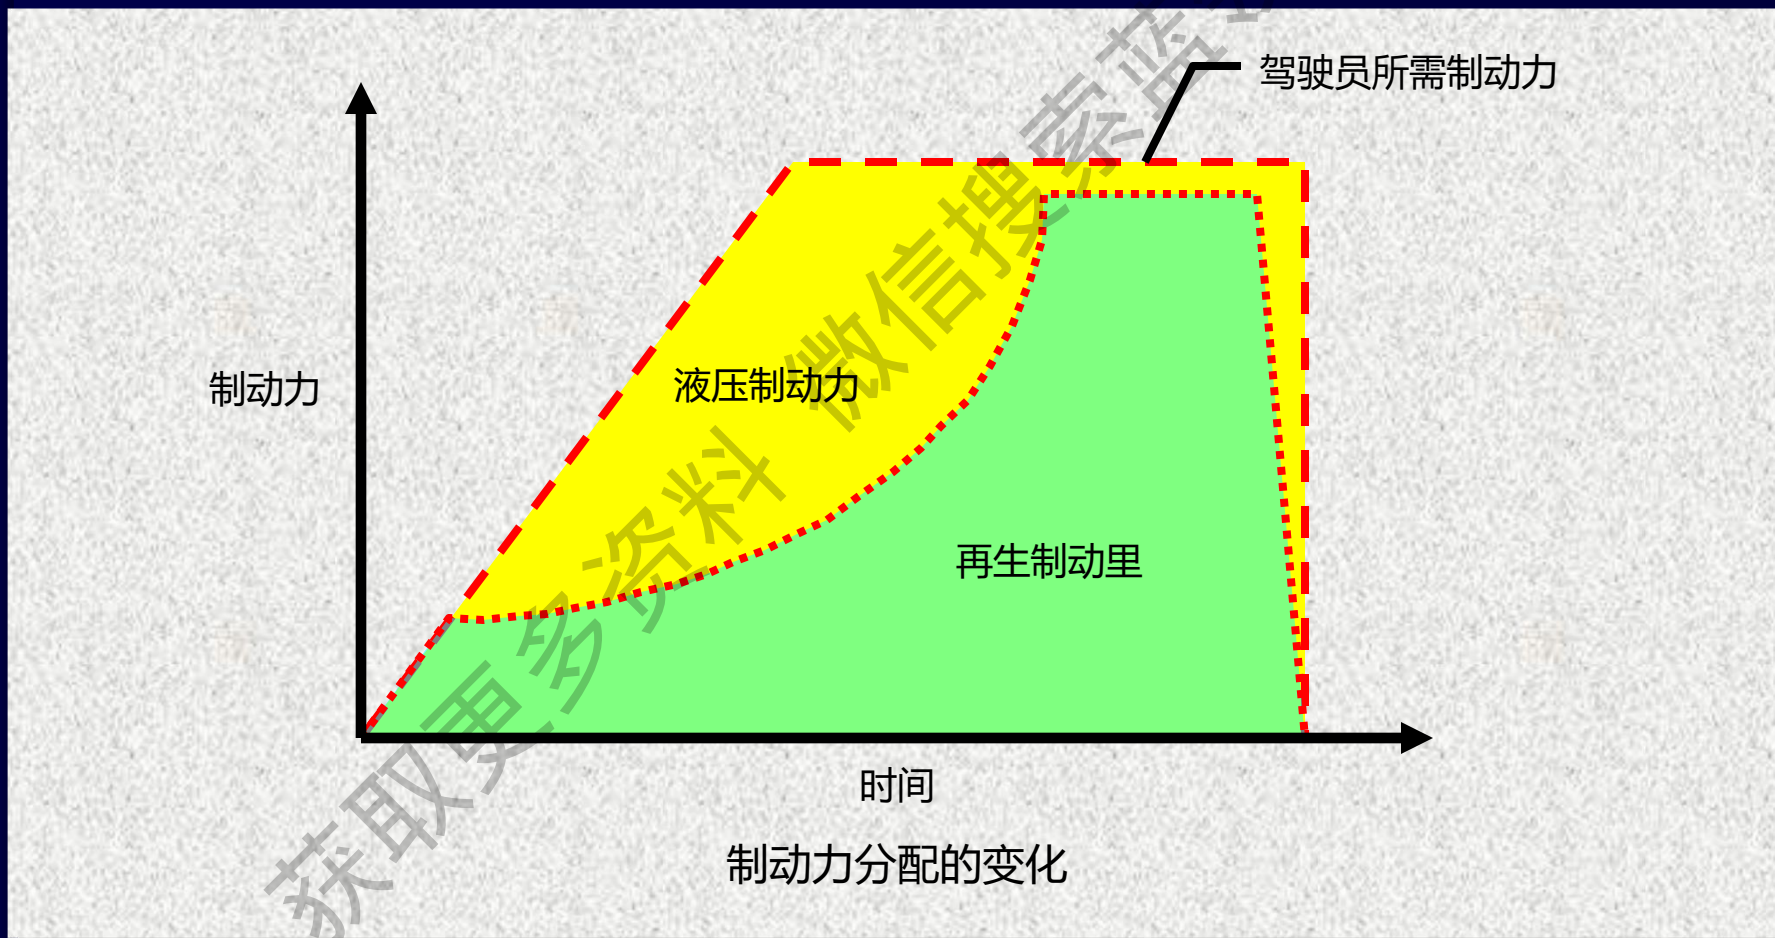 驾驶员所需制动力
制动力
液压制动力
再生制动里
时间
制动力分配的变化
获取更多资料 微信搜索蓝